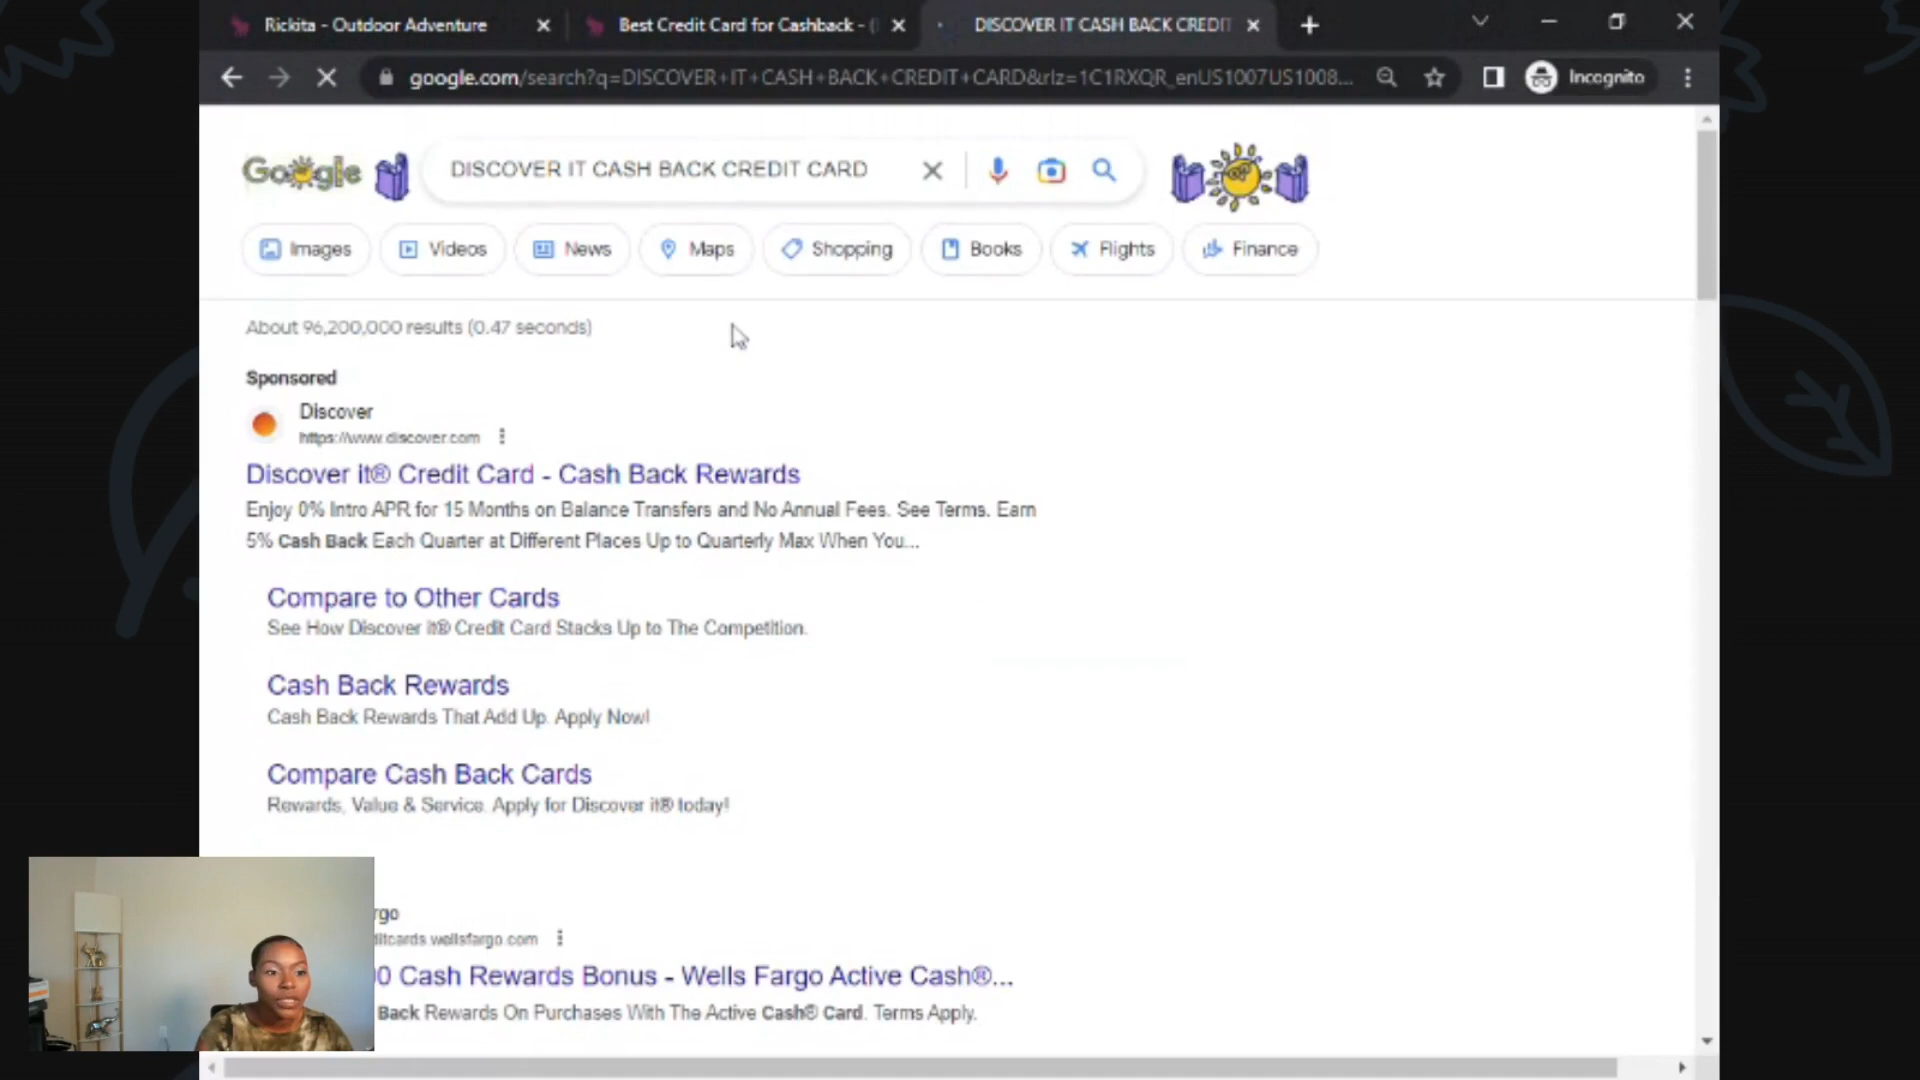 Rickita - Outdoor Adventure
Best Credit Card for Cashback - (
DISCOVER IT CASH BACK CREDIT
google.com/search?q=DISCOVER+IT+CASH+BACK+CREDIT+CARD&rlz=1C1RXQR_enUS1007US1008...
Incognito
Google
DISCOVER IT CASH BACK CREDIT CARD
Images
Videos
News
Maps
Shopping
Books
Flights
Finance
About 96,200,000 results (0.47 seconds)
Sponsored
Discover
https://www.discover.com
Discover it® Credit Card - Cash Back Rewards
Enjoy 0% Intro APR for 15 Months on Balance Transfers and No Annual Fees. See Terms. Earn
5% Cash Back Each Quarter at Different Places Up to Quarterly Max When You...
Compare to Other Cards
See How Discover it® Credit Card Stacks Up to The Competition.
Cash Back Rewards
Cash Back Rewards That Add Up. Apply Now!
Compare Cash Back Cards
Rewards, Value & Service. Apply for Discover it® today!
rgo
ditcards.wellsfargo.com
0 Cash Rewards Bonus - Wells Fargo Active Cash®...
Back Rewards On Purchases With The Active Cash® Card. Terms Apply.